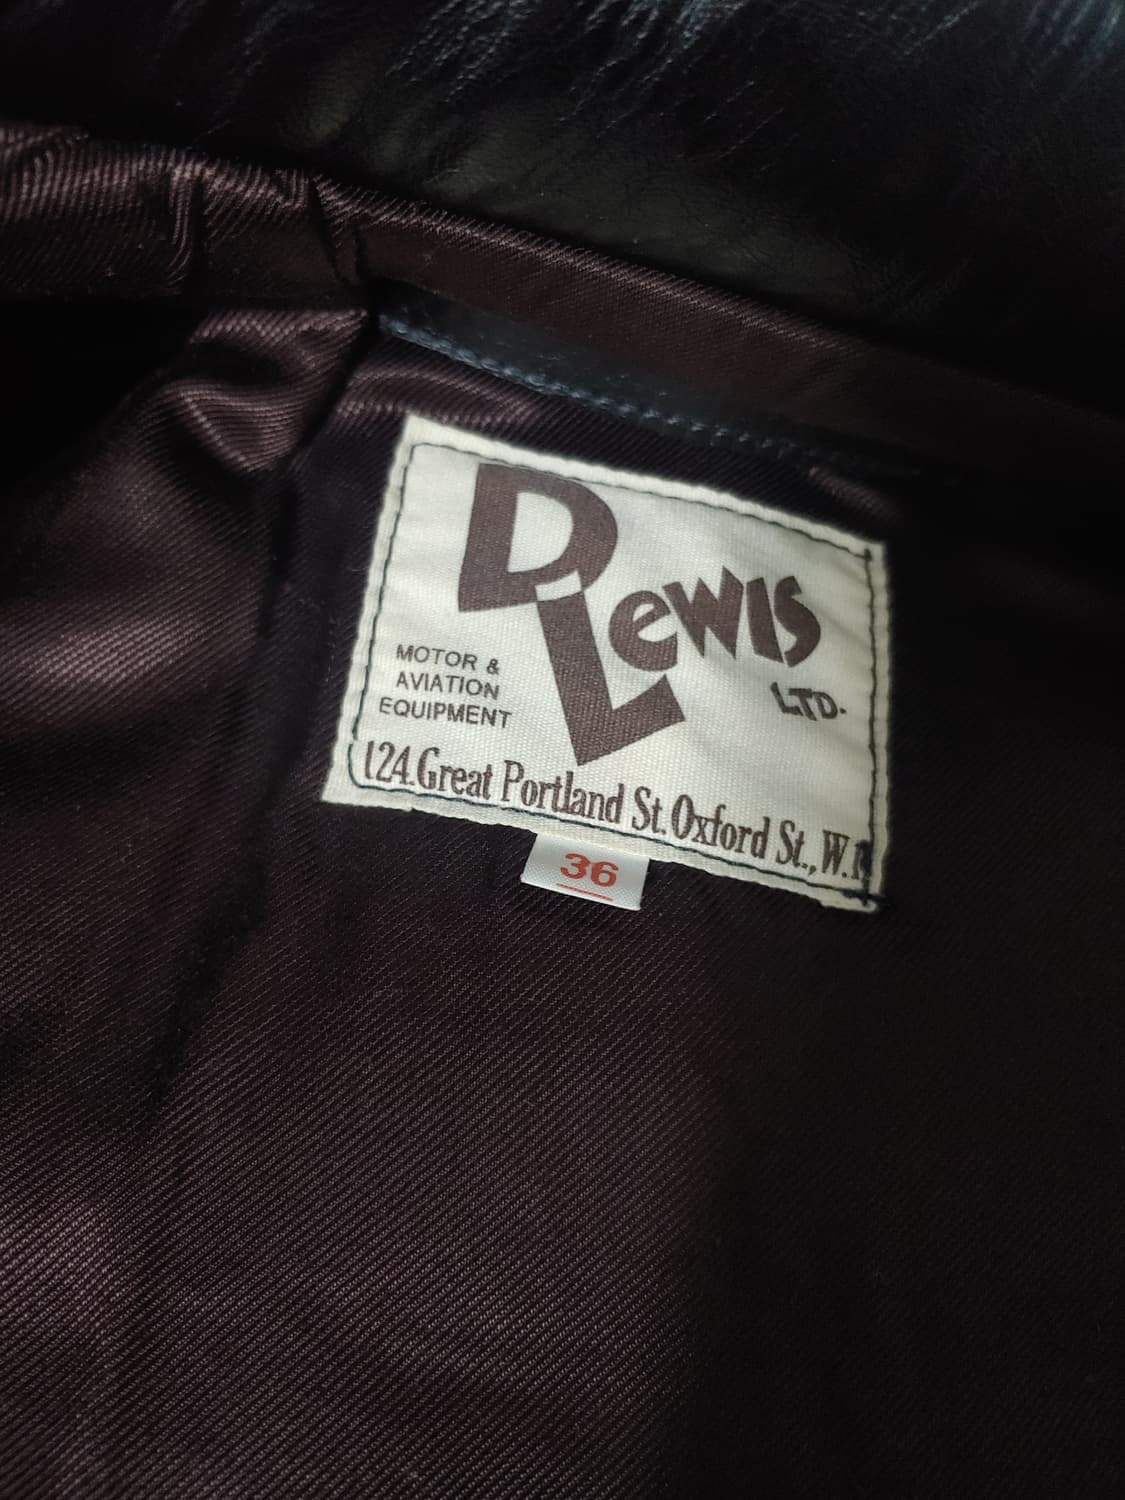 D Lewis
LTD.
MOTOR &
AVIATION
EQUIPMENT
124.Great Portland St.Oxford St.,W.1
36